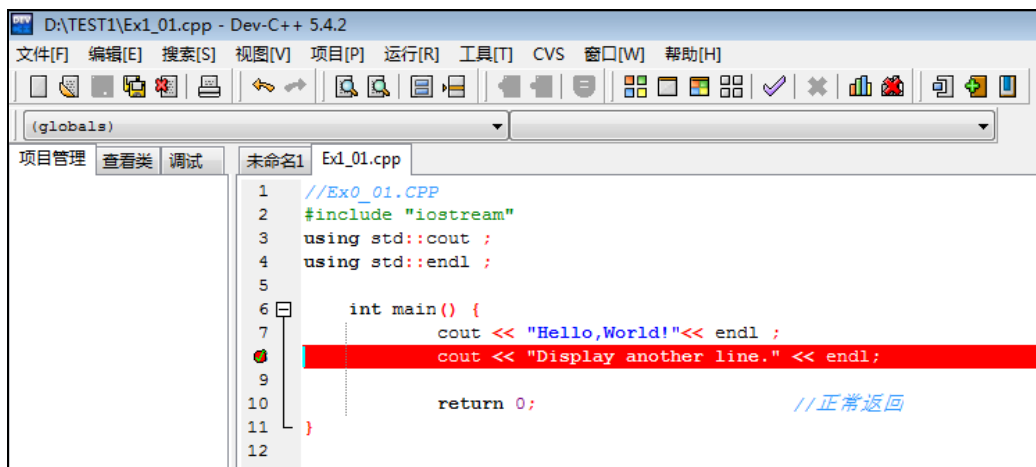 D:\TEST1\Ex1_01.cpp - Dev-C++ 5.4.2
文件[F] 编辑[E] 搜索[S] 视图[V] 项目[P] 运行[R] 工具[T] CVS 窗口[W] 帮助[H]
(globals)
项目管理 查看类 调试 未命名1 Ex1_01.cpp
1 //Ex0_01.CPP
2 #include "iostream"
3 using std::cout ;
4 using std::endl ;
5
6 int main() {
7 cout << "Hello,World!"<< endl ;
cout << "Display another line." << endl;
9
10 return 0; //正常返回
11 }
12